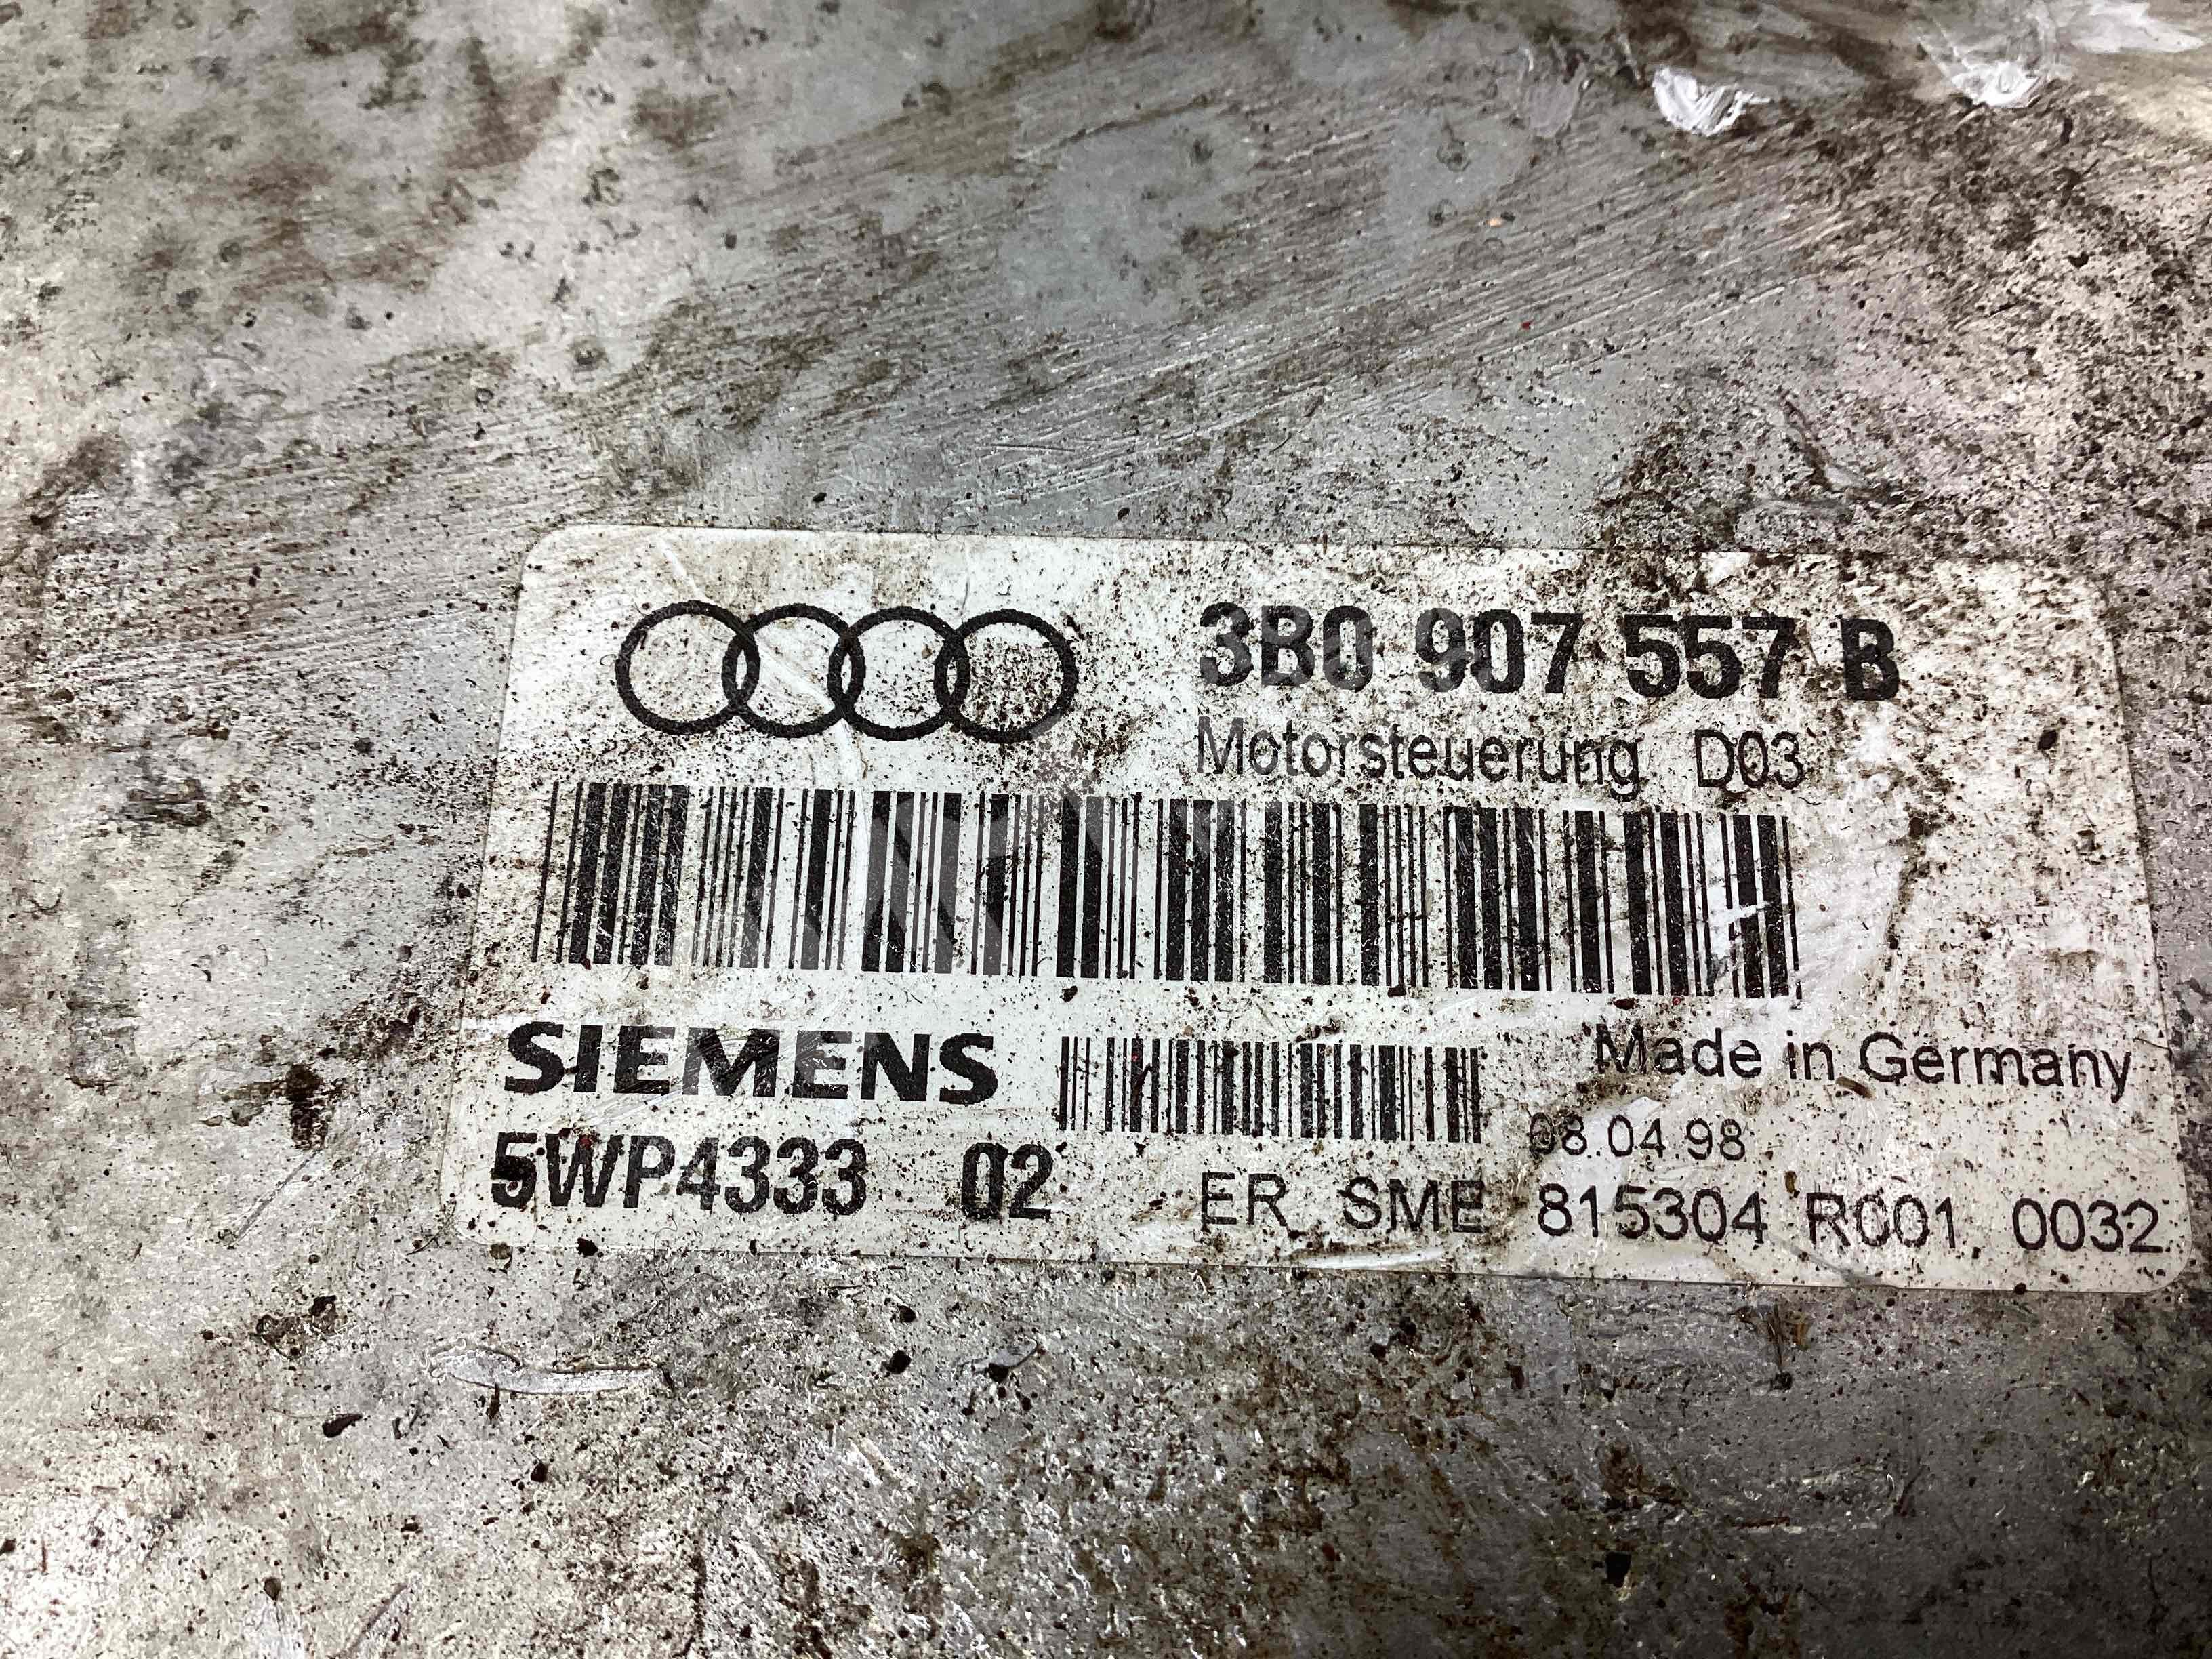 3B0 907 557 B
Motorsteuerung D03
SIEMENS
Made in Germany
08.04.98
5WP4333 02
ER SME 815304 R001 0032